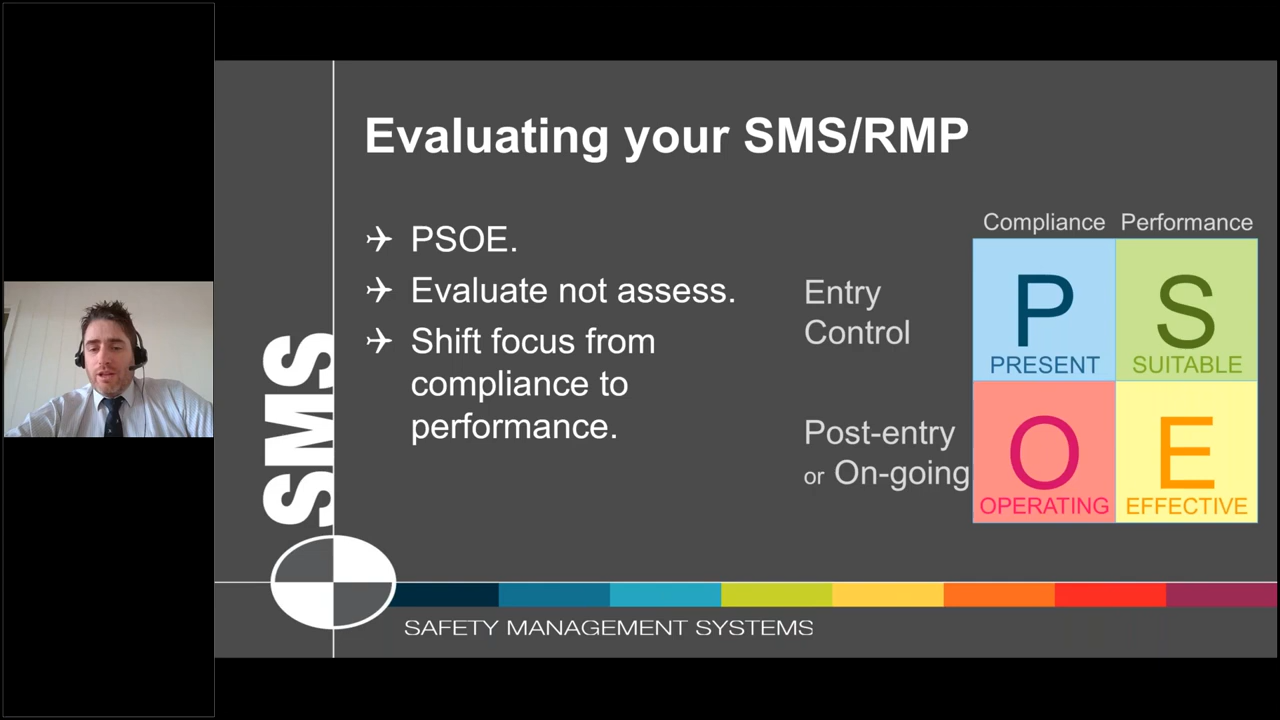 Evaluating your SMS/RMP
PSOE.
Evaluate not assess.
Shift focus from
compliance to
performance.
Compliance Performance
Entry
Control
P
PRESENT
S
SUITABLE
Post-entry
or On-going
O
OPERATING
E
EFFECTIVE
SMS
SAFETY MANAGEMENT SYSTEMS